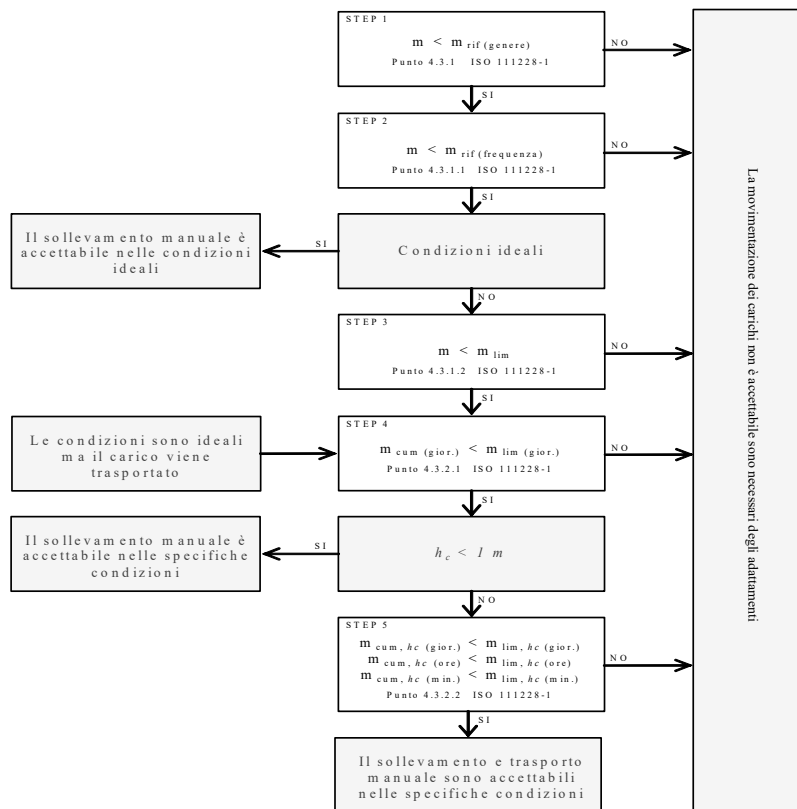 STEP 1
m < m rif (genere)
Punto 4.3.1 ISO 111228-1
NO
SI
STEP 2
m < m rif (frequenza)
Punto 4.3.1.1 ISO 111228-1
NO
SI
Il sollevamento manuale è
accettabile nelle condizioni
ideali
SI
Condizioni ideali
NO
STEP 3
m < m lim
Punto 4.3.1.2 ISO 111228-1
NO
SI
Le condizioni sono ideali
ma il carico viene
trasportato
STEP 4
m cum (gior.) < m lim (gior.)
Punto 4.3.2.1 ISO 111228-1
NO
SI
Il sollevamento manuale è
accettabile nelle specifiche
condizioni
SI
h c < 1 m
NO
STEP 5
m cum, hc (gior.) < m lim, hc (gior.)
m cum, hc (ore) < m lim, hc (ore)
m cum, hc (min.) < m lim, hc (min.)
Punto 4.3.2.2 ISO 111228-1
NO
SI
Il sollevamento e trasporto
manuale sono accettabili
nelle specifiche condizioni
La movimentazione dei carichi non è accettabile sono necessari degli adattamenti